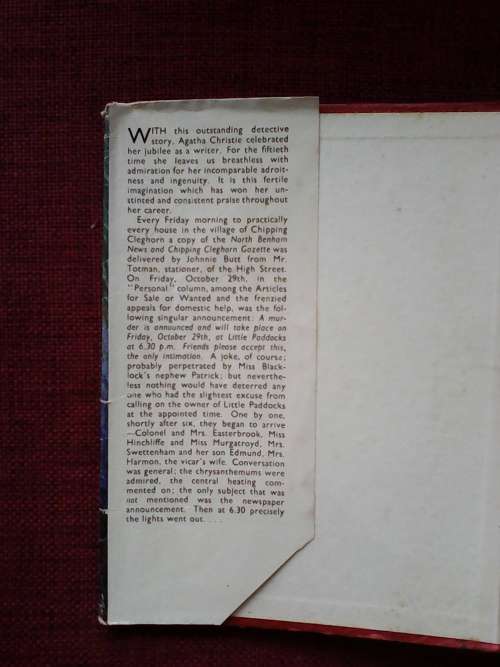 WITH this outstanding detective
story, Agatha Christie celebrated
her jubilee as a writer. For the fiftieth
time she leaves us breathless with
admiration for her incomparable adroit-
ness and ingenuity. It is this fertile
imagination which has won her un-
stinted and consistent praise throughout
her career.
Every Friday morning to practically
every house in the village of Chipping
Cleghorn a copy of the North Benham
News and Chipping Cleghorn Gazette was
delivered by Johnnie Butt from Mr.
Totman, stationer, of the High Street.
On Friday, October 29th, in the
"Personal" column, among the Articles
for Sale or Wanted and the frenzied
appeals for domestic help, was the fol-
lowing singular announcement: A mur-
der is announced and will take place on
Friday, October 29th, at Little Paddocks
at 6.30 p.m. Friends please accept this,
the only intimation. A joke, of course;
probably perpetrated by Miss Black-
lock's nephew Patrick; but neverthe-
less nothing would have deterred any
one who had the slightest excuse from
calling on the owner of Little Paddocks
at the appointed time. One by one,
shortly after six, they began to arrive
—Colonel and Mrs. Easterbrook, Miss
Hinchliffe and Miss Murgatroyd, Mrs.
Swettenham and her son Edmund, Mrs.
Harmon, the vicar's wife. Conversation
was general; the chrysanthemums were
admired, the central heating com-
mented on; the only subject that was
not mentioned was the newspaper
announcement. Then at 6.30 precisely
the lights went out. . . .